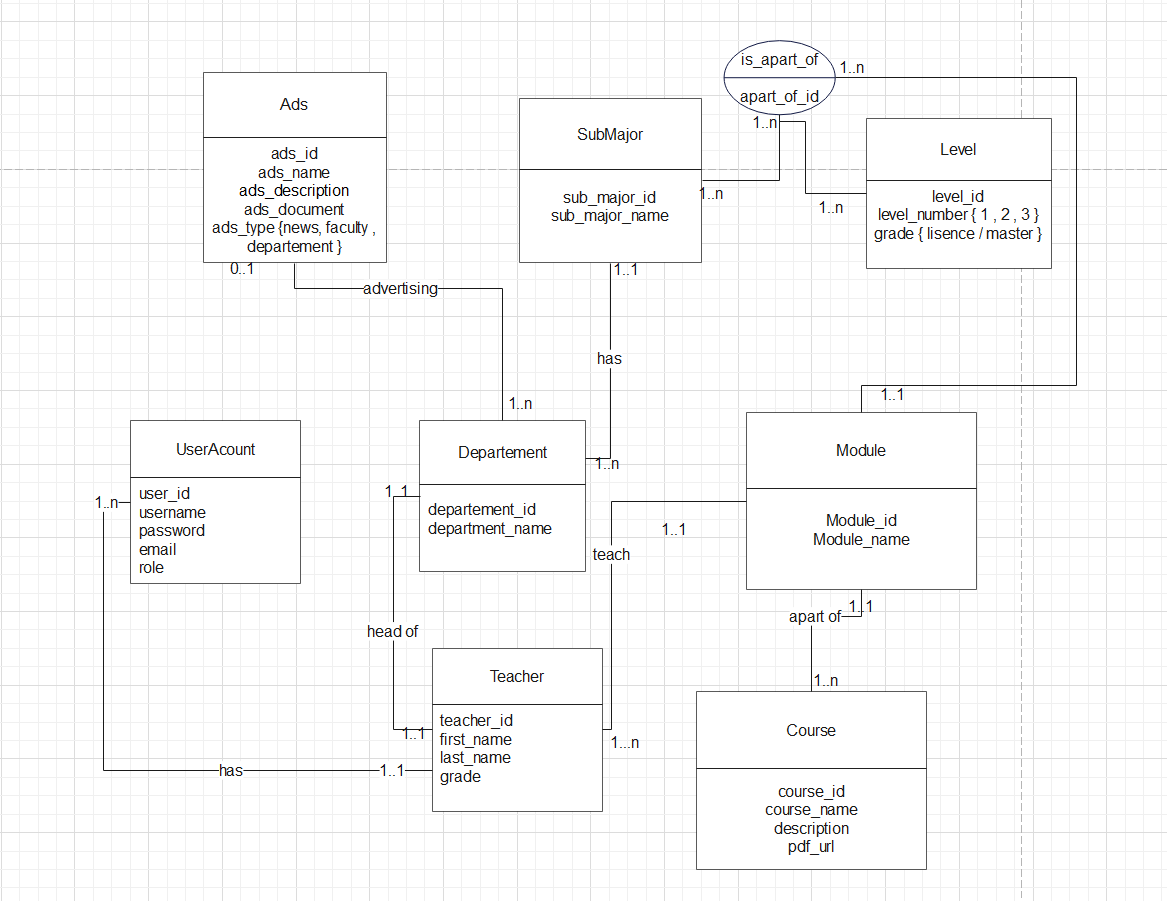 is_apart_of
apart_of_id
1..n
1..n
Ads
ads_id
ads_name
ads_description
ads_document
ads_type {news, faculty ,
departement }
0..1
SubMajor
sub_major_id
sub_major_name
1..n
1..1
Level
level_id
level_number { 1 , 2 , 3 }
grade { lisence / master }
1..n
advertising
1..n
has
1..n
1..1
UserAcount
user_id
username
password
email
role
1..n
Departement
departement_id
department_name
1..1
Module
Module_id
Module_name
1..1
teach
1..1
apart of
head of
Teacher
teacher_id
first_name
last_name
grade
1..1
1...n
has
1..1
1..n
Course
course_id
course_name
description
pdf_url